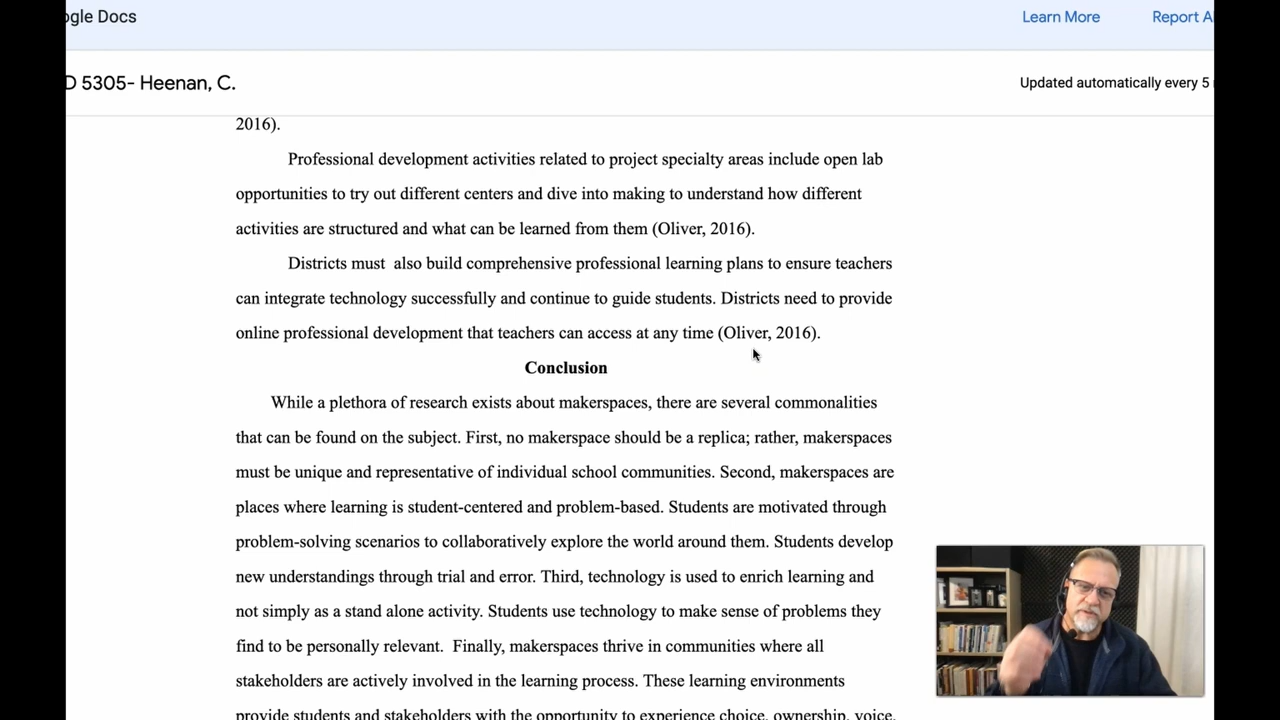 ogle Docs
Learn More
Report A
D 5305- Heenan, C.
Updated automatically every 5
2016).
Professional development activities related to project specialty areas include open lab
opportunities to try out different centers and dive into making to understand how different
activities are structured and what can be learned from them (Oliver, 2016).
Districts must  also build comprehensive professional learning plans to ensure teachers
can integrate technology successfully and continue to guide students. Districts need to provide
online professional development that teachers can access at any time (Oliver, 2016).
Conclusion
While a plethora of research exists about makerspaces, there are several commonalities
that can be found on the subject. First, no makerspace should be a replica; rather, makerspaces
must be unique and representative of individual school communities. Second, makerspaces are
places where learning is student-centered and problem-based. Students are motivated through
problem-solving scenarios to collaboratively explore the world around them. Students develop
new understandings through trial and error. Third, technology is used to enrich learning and
not simply as a stand alone activity. Students use technology to make sense of problems they
find to be personally relevant.  Finally, makerspaces thrive in communities where all
stakeholders are actively involved in the learning process. These learning environments
provide students and stakeholders with the opportunity to experience choice, ownership, voice,